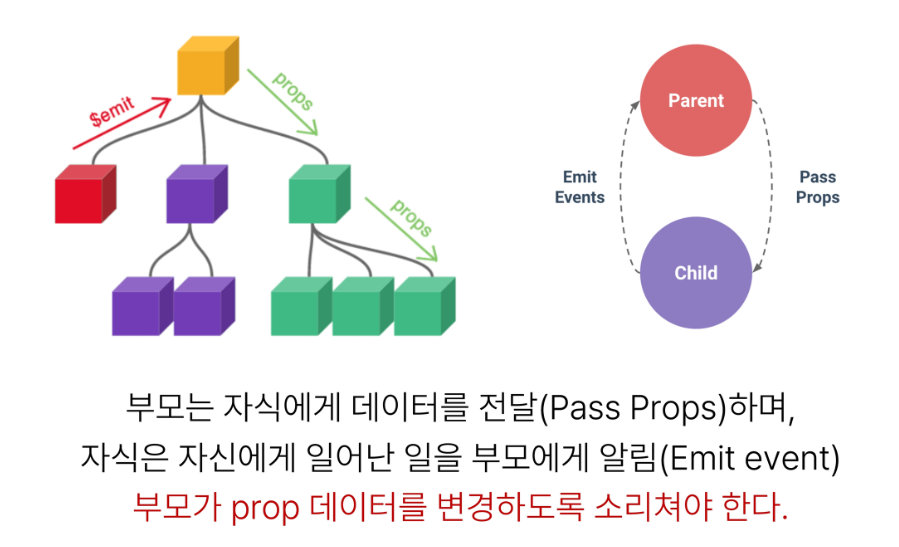 $emit
props
props
Parent
Emit
Events
Pass
Props
Child
부모는 자식에게 데이터를 전달(Pass Props)하며,
자식은 자신에게 일어난 일을 부모에게 알림(Emit event)
부모가 prop 데이터를 변경하도록 소리쳐야 한다.